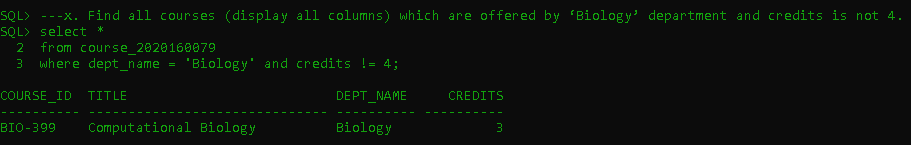 SQL> ---x. Find all courses (display all columns) which are offered by ‘Biology’ department and credits is not 4.
SQL> select *
  2  from course_2020160079
  3  where dept_name = 'Biology' and credits != 4;

COURSE_ID  TITLE                          DEPT_NAME     CREDITS
---------- ------------------------------ ---------- ----------
BIO-399    Computational Biology          Biology             3